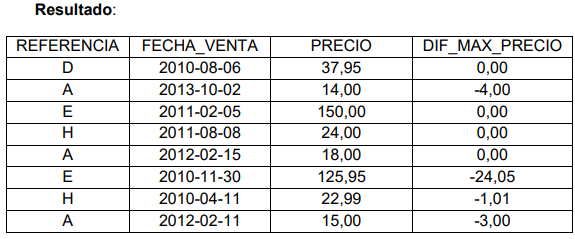 Resultado:
REFERENCIA FECHA_VENTA PRECIO DIF_MAX_PRECIO
D 2010-08-06 37,95 0,00
A 2013-10-02 14,00 -4,00
E 2011-02-05 150,00 0,00
H 2011-08-08 24,00 0,00
A 2012-02-15 18,00 0,00
E 2010-11-30 125,95 -24,05
H 2010-04-11 22,99 -1,01
A 2012-02-11 15,00 -3,00